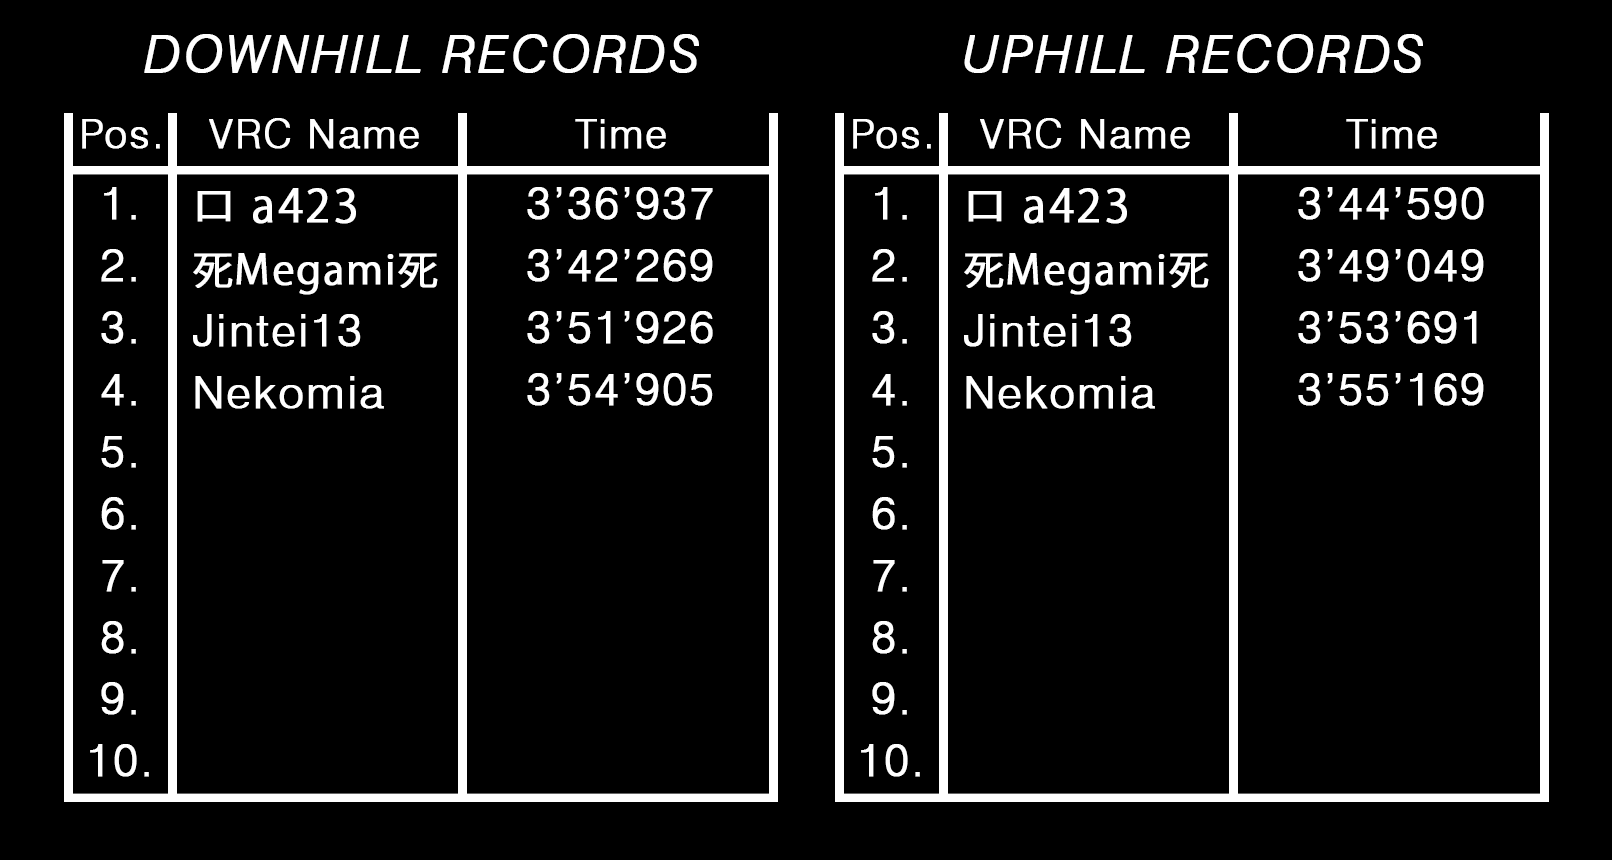 DOWNHILL RECORDS
Pos. VRC Name Time
1. 口 a423 3’36’937
2. 死Megami死 3’42’269
3. Jintei13 3’51’926
4. Nekomia 3’54’905
5.
6.
7.
8.
9.
10.
UPHILL RECORDS
Pos. VRC Name Time
1. 口 a423 3’44’590
2. 死Megami死 3’49’049
3. Jintei13 3’53’691
4. Nekomia 3’55’169
5.
6.
7.
8.
9.
10.